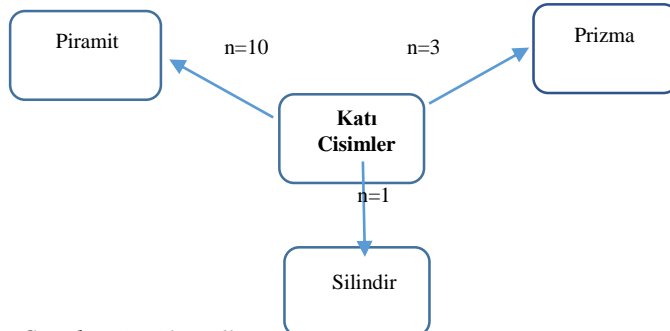 Piramit
n=10
n=3
Prizma
Katı
Cisimler
n=1
Silindir